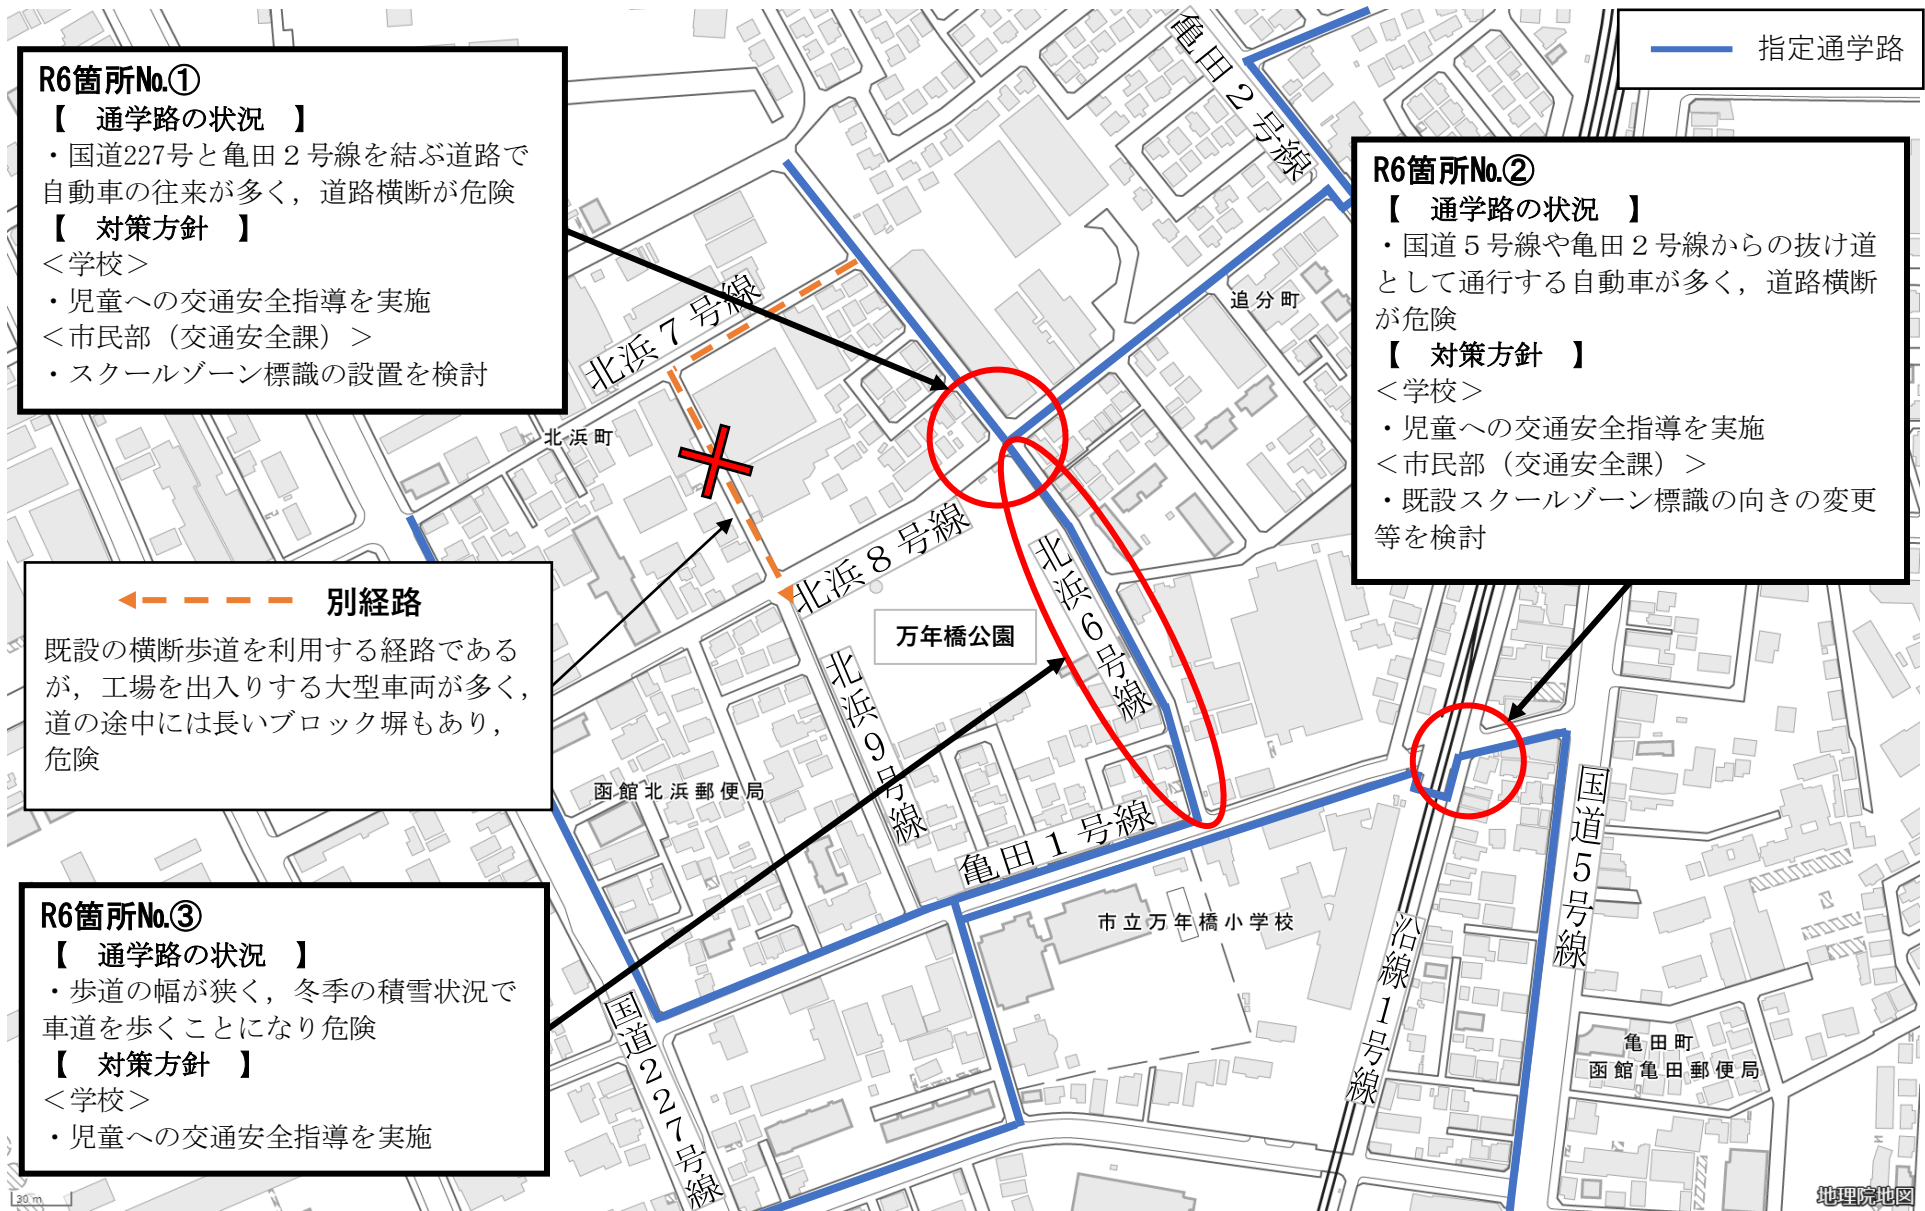 R6箇所No.①
【　通学路の状況　】
・国道227号と亀田２号線を結ぶ道路で
自動車の往来が多く，道路横断が危険
【　対策方針　】
＜学校＞
・児童への交通安全指導を実施
＜市民部（交通安全課）＞
・スクールゾーン標識の設置を検討
指定通学路
R6箇所No.②
【　通学路の状況　】
・国道５号線や亀田２号線からの抜け道
として通行する自動車が多く，道路横断
が危険
【　対策方針　】
＜学校＞
・児童への交通安全指導を実施
＜市民部（交通安全課）＞
・既設スクールゾーン標識の向きの変更
等を検討
亀田２号線
追分町
北浜７号線
北浜町
北浜８号線
北浜６号線
万年橋公園
別経路
既設の横断歩道を利用する経路である
が，工場を出入りする大型車両が多く，
道の途中には長いブロック塀もあり，
危険
北浜９号線
函館北浜郵便局
亀田１号線
国道５号線
市立万年橋小学校
沿線１号線
R6箇所No.③
【　通学路の状況　】
・歩道の幅が狭く，冬季の積雪状況で
車道を歩くことになり危険
【　対策方針　】
＜学校＞
・児童への交通安全指導を実施
国道２２７号線
亀田町
函館亀田郵便局
30 m
地理院地図